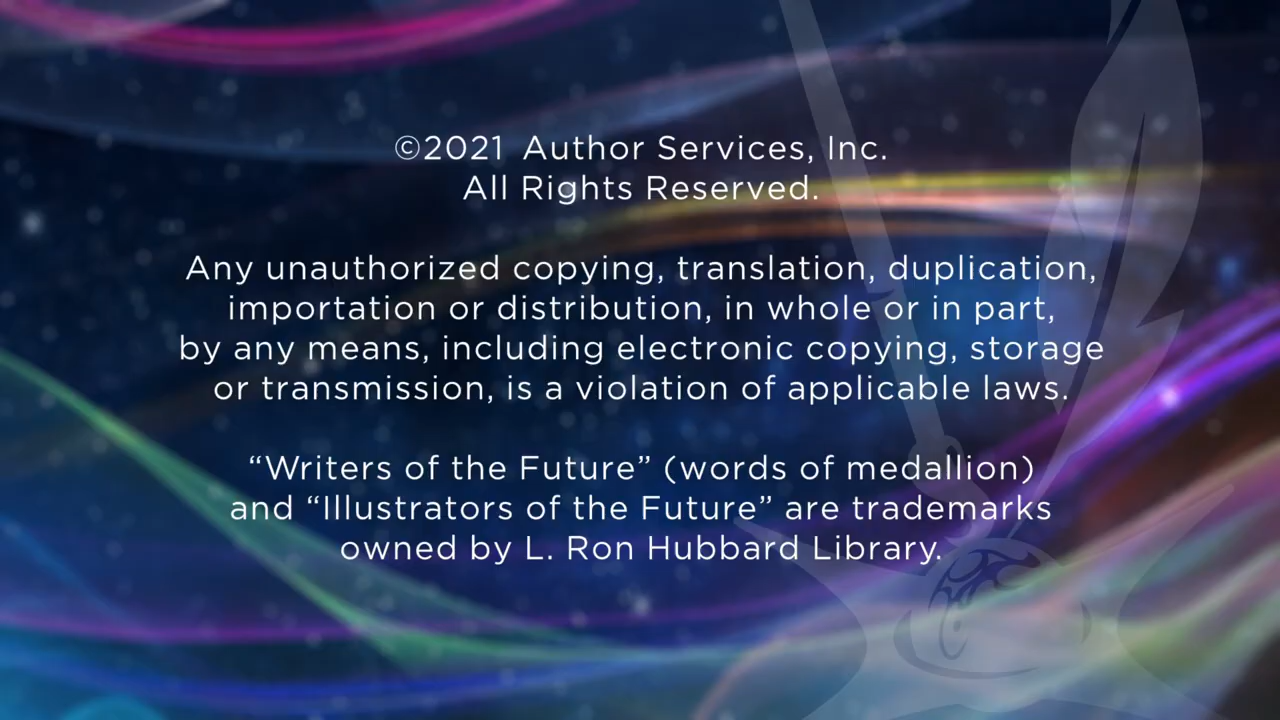 ©2021 Author Services, Inc.
All Rights Reserved.
Any unauthorized copying, translation, duplication,
importation or distribution, in whole or in part,
by any means, including electronic copying, storage
or transmission, is a violation of applicable laws.
“Writers of the Future” (words of medallion)
and “Illustrators of the Future” are trademarks
owned by L. Ron Hubbard Library.